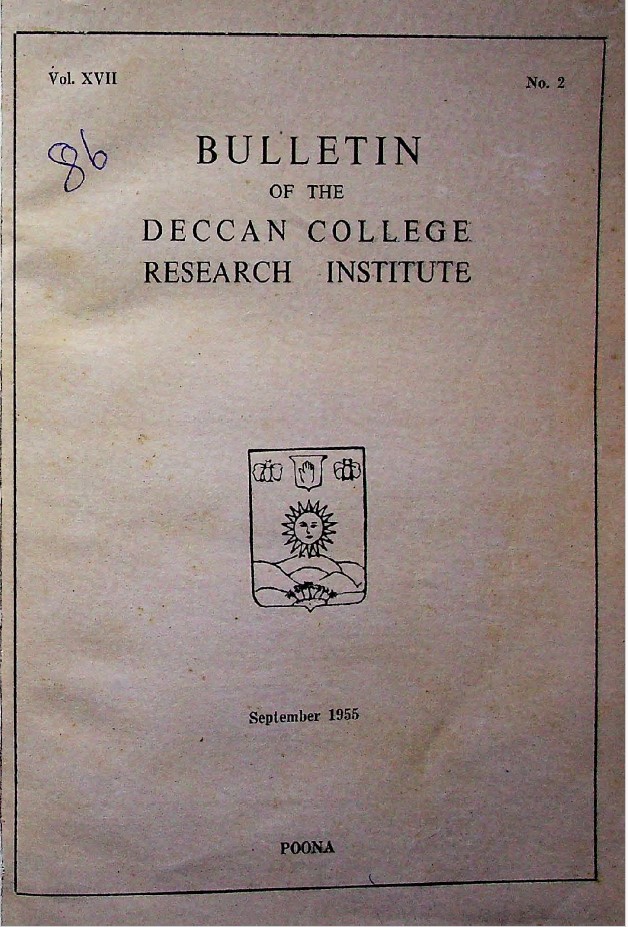 Vol. XVII
No. 2
86
BULLETIN
OF THE
DECCAN COLLEGE
RESEARCH INSTITUTE
September 1955
POONA